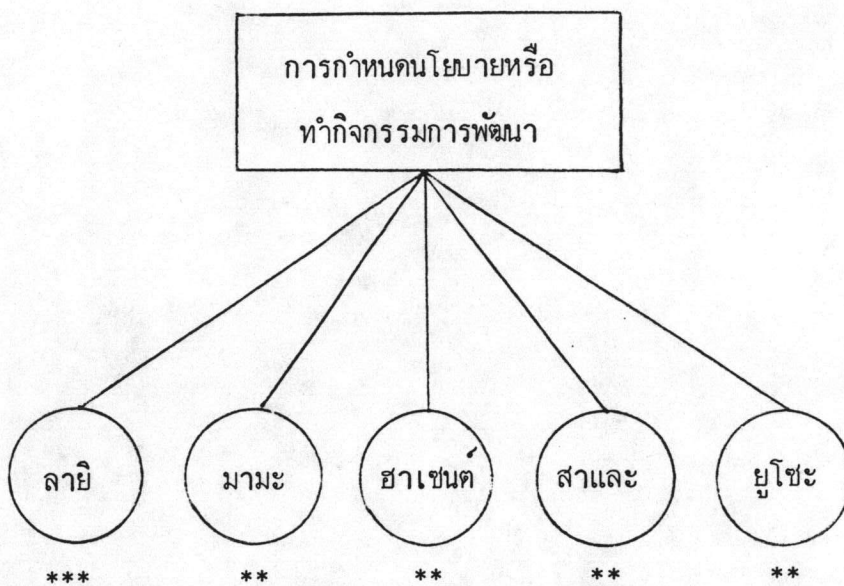 การกำหนดนโยบายหรือ
ทำกิจกรรมการพัฒนา
ลายิ มามะ ฮาเซนต์ สาและ ยูโซะ
*** ** ** ** **